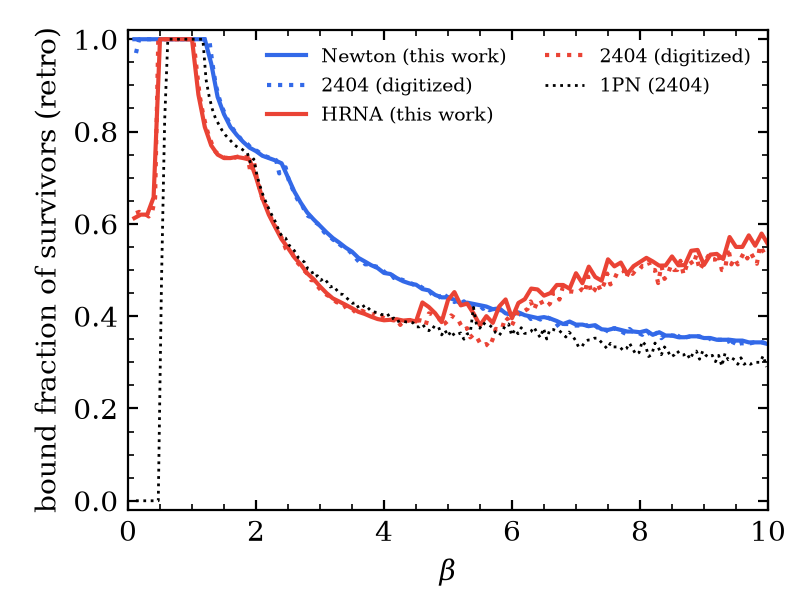 bound fraction of survivors (retro)
1.0
0.8
0.6
0.4
0.2
0.0
Newton (this work)
2404 (digitized)
HRNA (this work)
2404 (digitized)
1PN (2404)
0 2 4 6 8 10
β